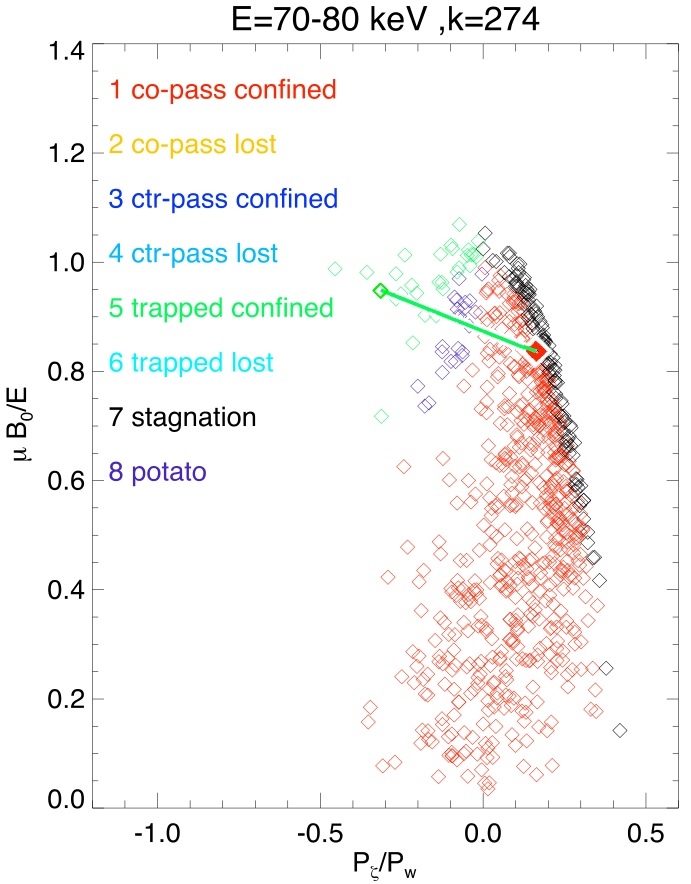 E=70-80 keV ,k=274
1 co-pass confined
2 co-pass lost
3 ctr-pass confined
4 ctr-pass lost
5 trapped confined
6 trapped lost
7 stagnation
8 potato
1.4
1.2
1.0
0.8
0.6
0.4
0.2
0.0
μ B₀/E
-1.0 -0.5 0.0 0.5
Pζ/Pw